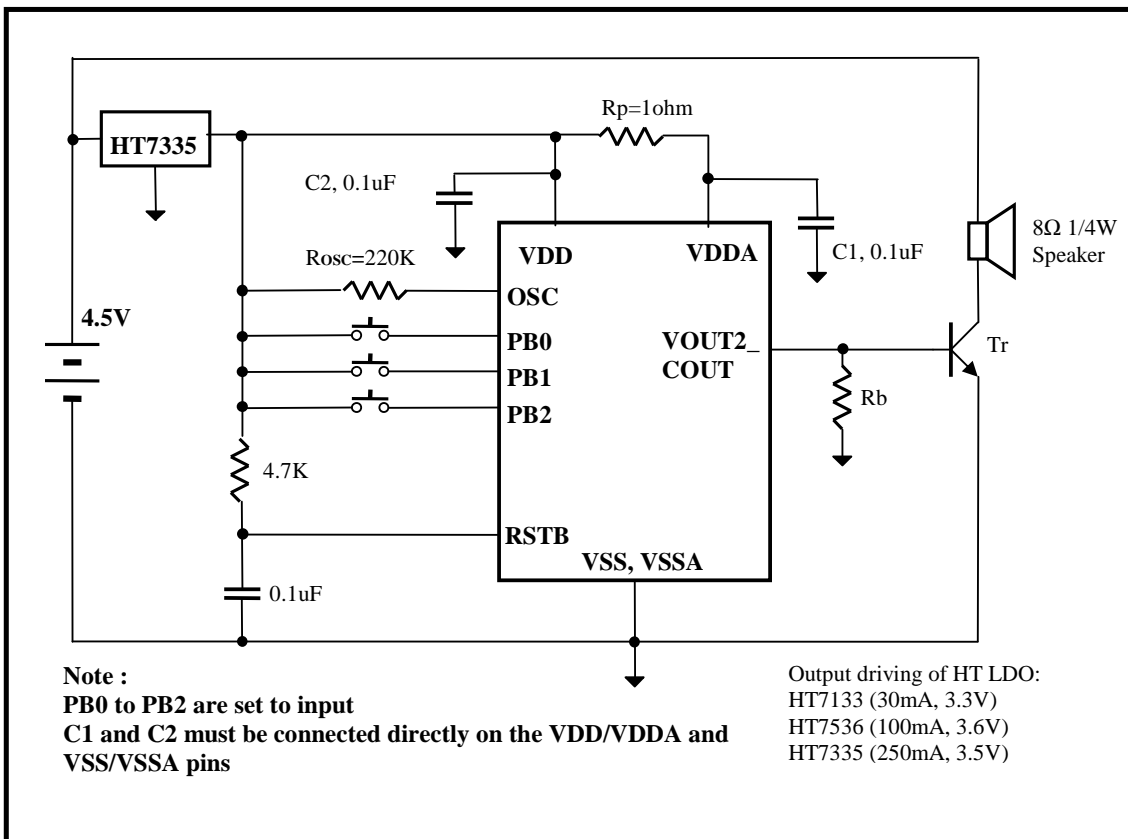 Rp=1ohm
HT7335
C2, 0.1uF
VDD
VDDA
C1, 0.1uF
8Ω 1/4W
Speaker
Rosc=220K
OSC
4.5V
PB0
VOUT2_
COUT
Tr
PB1
PB2
Rb
4.7K
RSTB
VSS, VSSA
0.1uF
Note :
PB0 to PB2 are set to input
C1 and C2 must be connected directly on the VDD/VDDA and
VSS/VSSA pins
Output driving of HT LDO:
HT7133 (30mA, 3.3V)
HT7536 (100mA, 3.6V)
HT7335 (250mA, 3.5V)